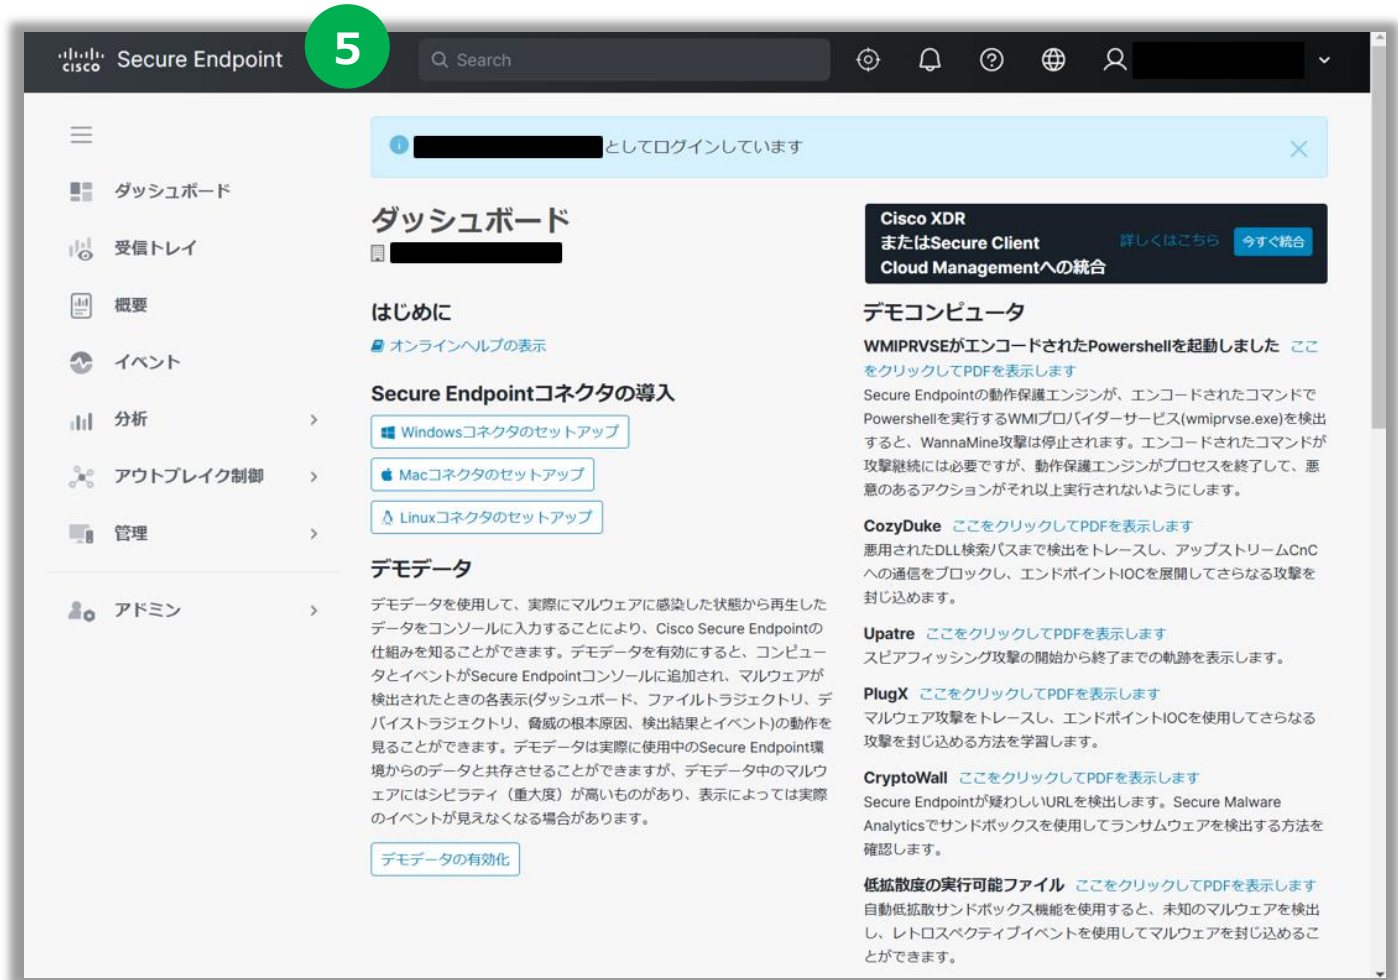 CISCO Secure Endpoint
5
Search
ダッシュボード
受信トレイ
概要
イベント
分析
アウトブレイク制御
管理
アドミン
としてログインしています
ダッシュボード
はじめに
オンラインヘルプの表示
Secure Endpointコネクタの導入
Windowsコネクタのセットアップ
Macコネクタのセットアップ
Linuxコネクタのセットアップ
デモデータ
デモデータを使用して、実際にマルウェアに感染した状態から再生した
データをコンソールに入力することにより、Cisco Secure Endpointの
仕組みを知ることができます。デモデータを有効にすると、コンピュー
タとイベントがSecure Endpointコンソールに追加され、マルウェアが
検出されたときの各表示(ダッシュボード、ファイルトラジェクトリ、デ
バイストラジェクトリ、脅威の根本原因、検出結果とイベント)の動作を
見ることができます。デモデータは実際に使用中のSecure Endpoint環
境からのデータと共存させることができますが、デモデータ中のマルウ
ェアにはシビラティ（重大度）が高いものがあり、表示によっては実際
のイベントが見えなくなる場合があります。
デモデータの有効化
Cisco XDR
またはSecure Client
Cloud Managementへの統合
詳しくはこちら 今すぐ統合
デモコンピュータ
WMIPRVSEがエンコードされたPowershellを起動しました ここ
をクリックしてPDFを表示します
Secure Endpointの動作保護エンジンが、エンコードされたコマンドで
Powershellを実行するWMIプロバイダーサービス(wmiprvse.exe)を検出
すると、WannaMine攻撃は停止されます。エンコードされたコマンドが
攻撃継続には必要ですが、動作保護エンジンがプロセスを終了して、悪
意のあるアクションがそれ以上実行されないようにします。
CozyDuke ここをクリックしてPDFを表示します
悪用されたDLL検索パスまで検出をトレースし、アップストリームCnC
への通信をブロックし、エンドポイントIOCを展開してさらなる攻撃を
封じ込めます。
Upatre ここをクリックしてPDFを表示します
スピアフィッシング攻撃の開始から終了までの軌跡を表示します。
PlugX ここをクリックしてPDFを表示します
マルウェア攻撃をトレースし、エンドポイントIOCを使用してさらなる
攻撃を封じ込める方法を学習します。
CryptoWall ここをクリックしてPDFを表示します
Secure Endpointが疑わしいURLを検出します。Secure Malware
Analyticsでサンドボックスを使用してランサムウェアを検出する方法を
確認します。
低拡散度の実行可能ファイル ここをクリックしてPDFを表示します
自動低拡散サンドボックス機能を使用すると、未知のマルウェアを検出
し、レトロスペクティブイベントを使用してマルウェアを封じ込めるこ
とができます。